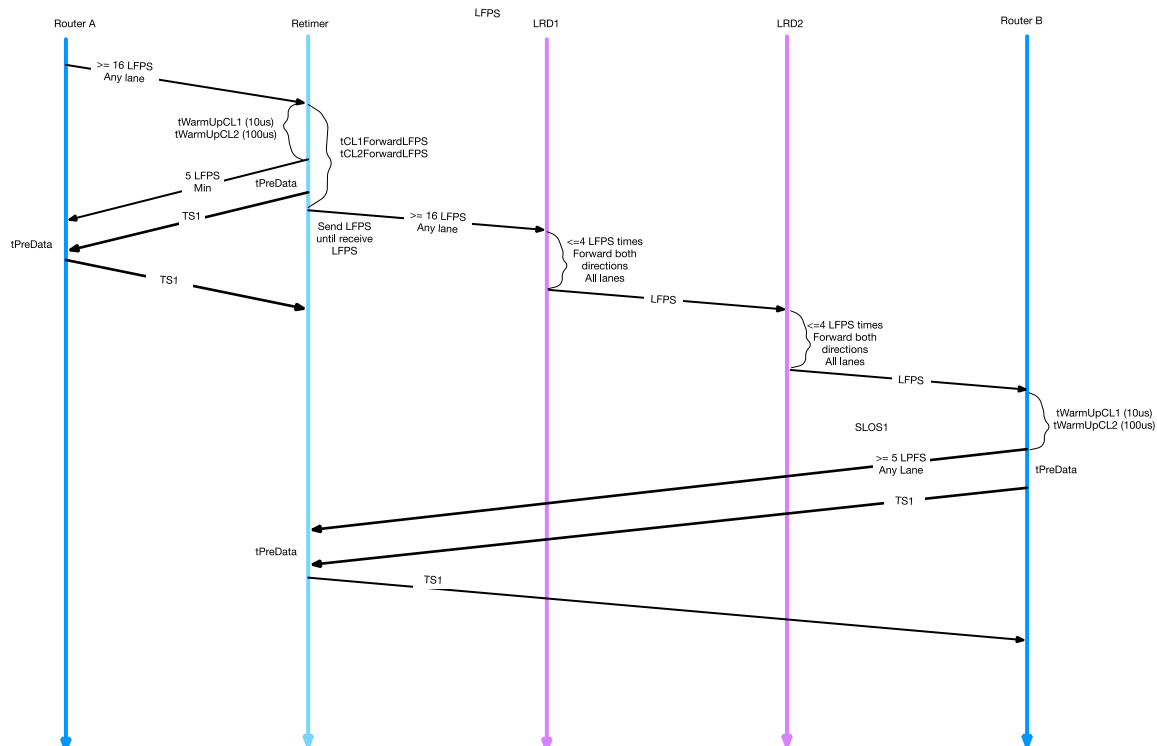 LFPS
Router A
Retimer
LRD1
LRD2
Router B
>= 16 LFPS
Any lane
tWarmUpCL1 (10us)
tWarmUpCL2 (100us)
tCL1ForwardLFPS
tCL2ForwardLFPS
5 LFPS
Min
tPreData
TS1
tPreData
Send LFPS
until receive
LFPS
>= 16 LFPS
Any lane
<=4 LFPS times
Forward both
directions
All lanes
TS1
LFPS
<=4 LFPS times
Forward both
directions
All lanes
LFPS
tWarmUpCL1 (10us)
tWarmUpCL2 (100us)
SLOS1
>= 5 LPFS
Any Lane
tPreData
TS1
tPreData
TS1